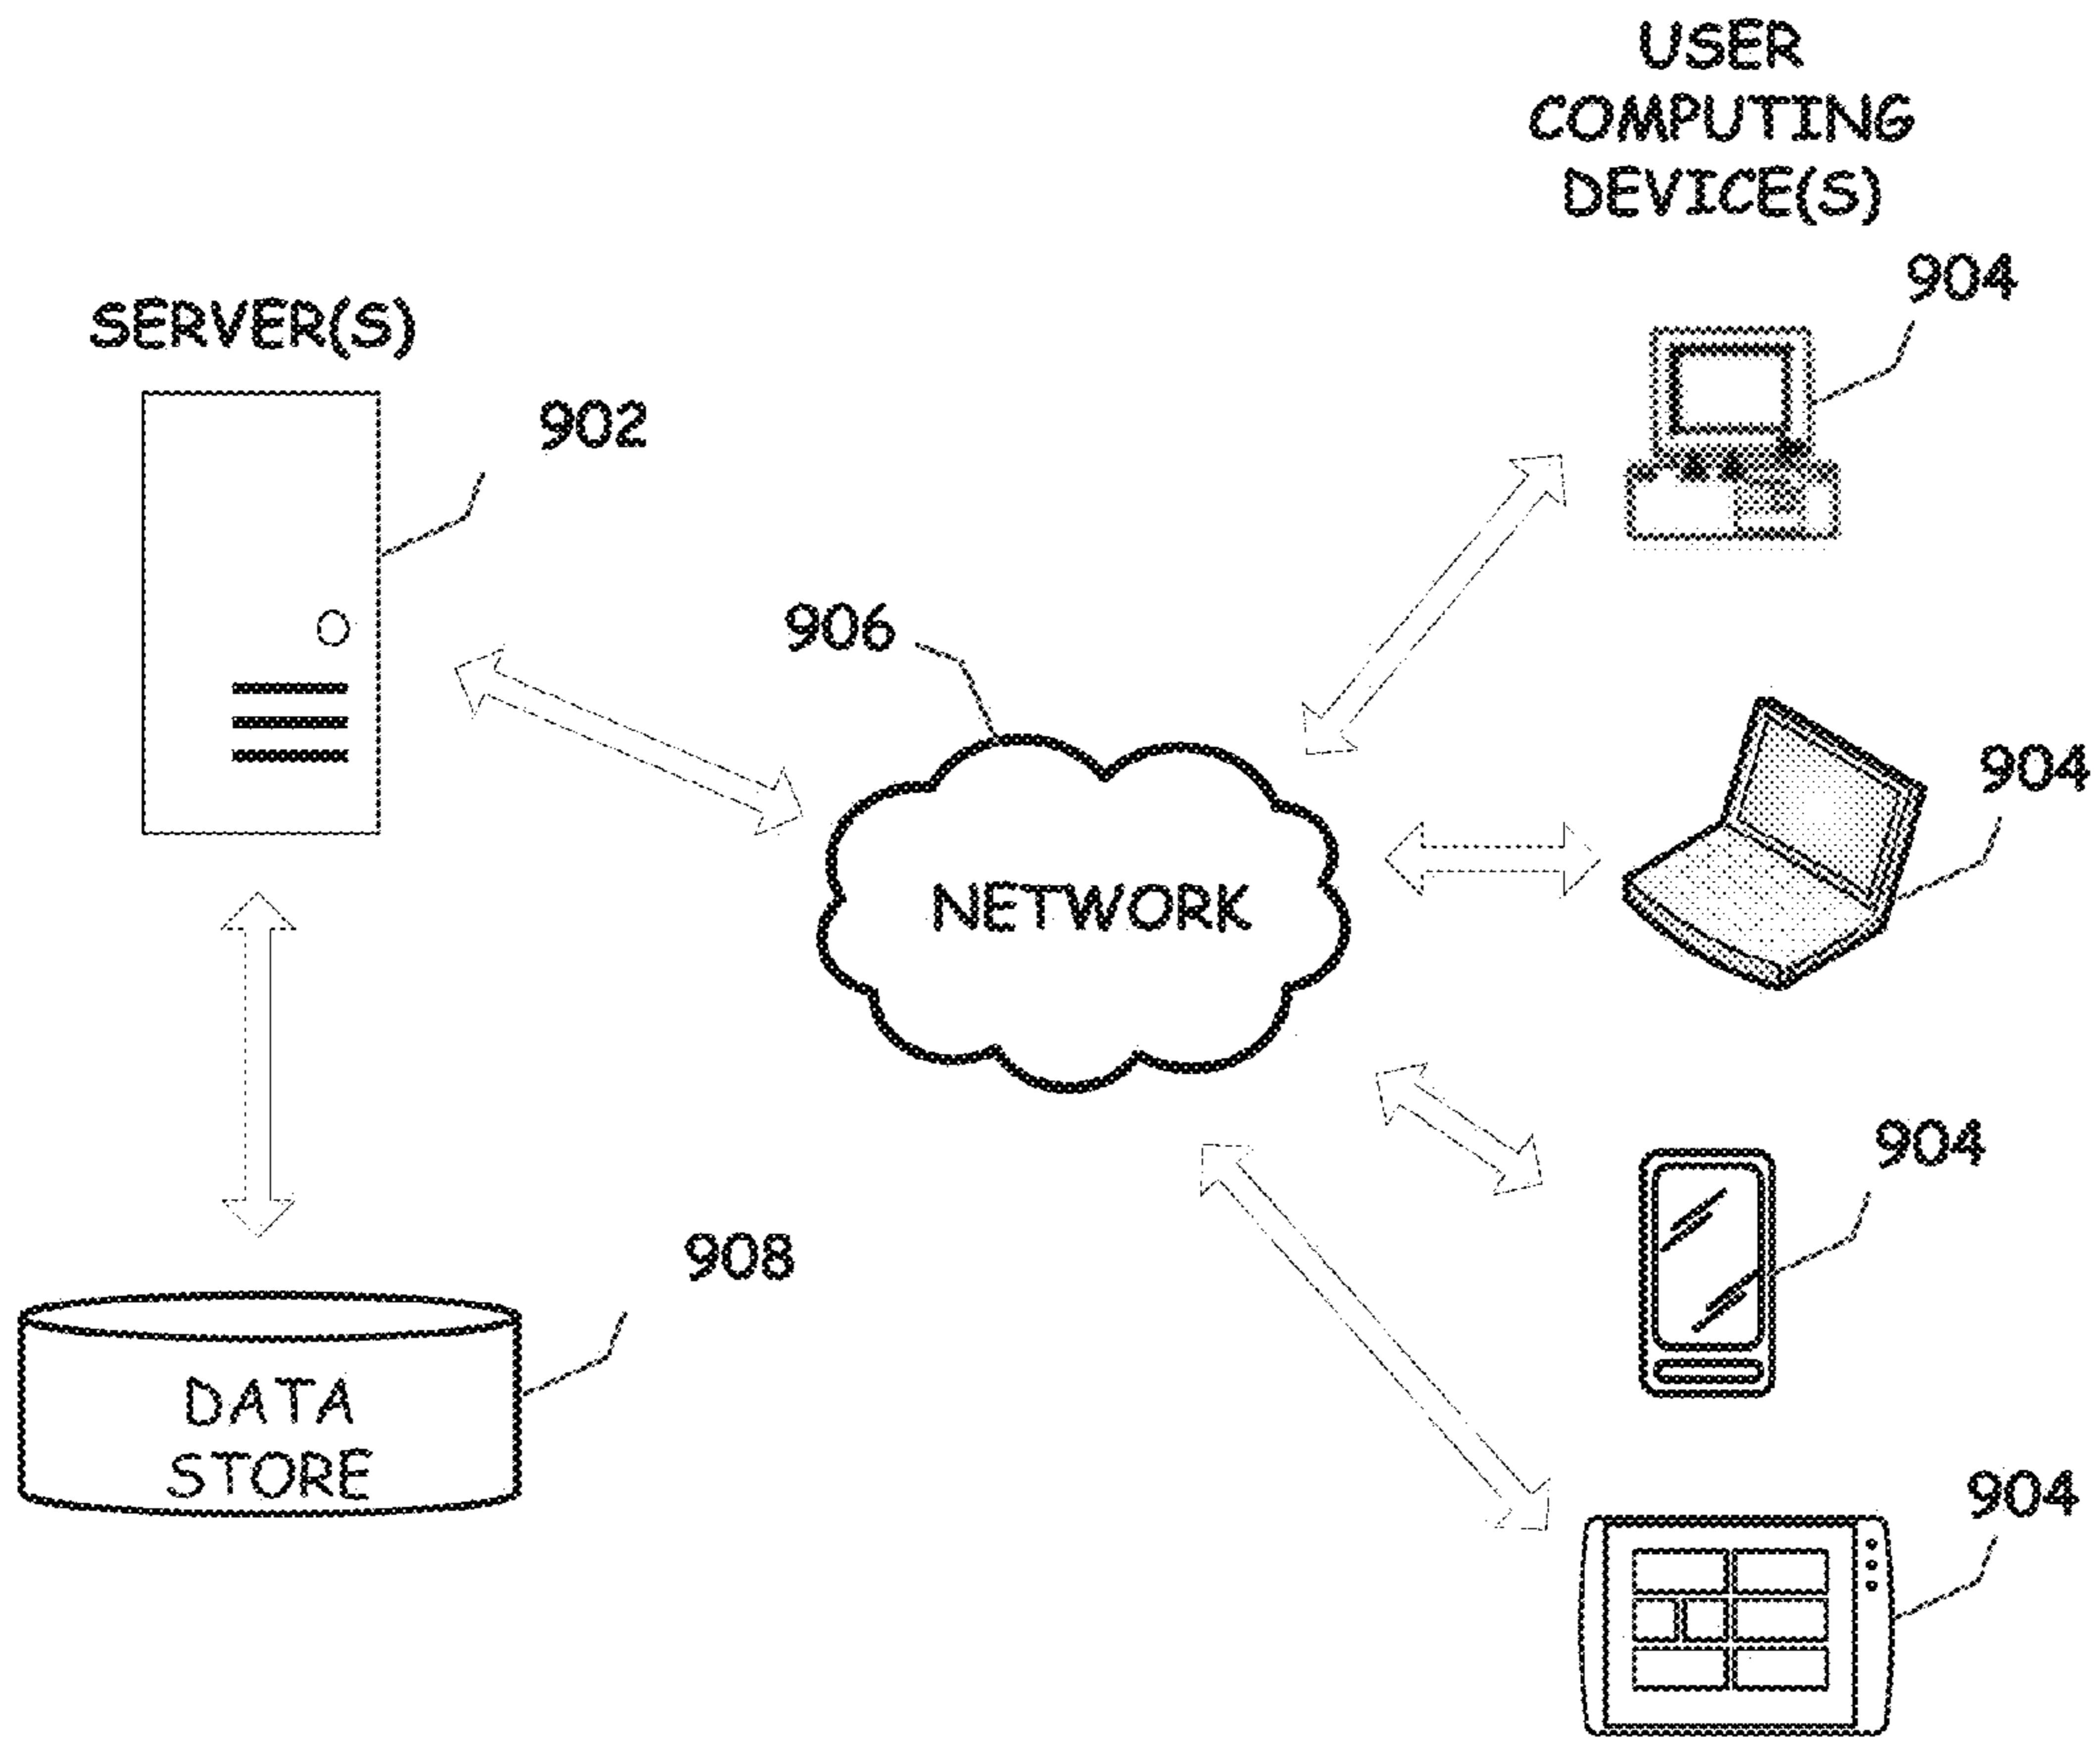 USER
COMPUTING
DEVICE(S)
904
SERVER(S)
902
906
904
NETWORK
904
908
DATA
STORE
904